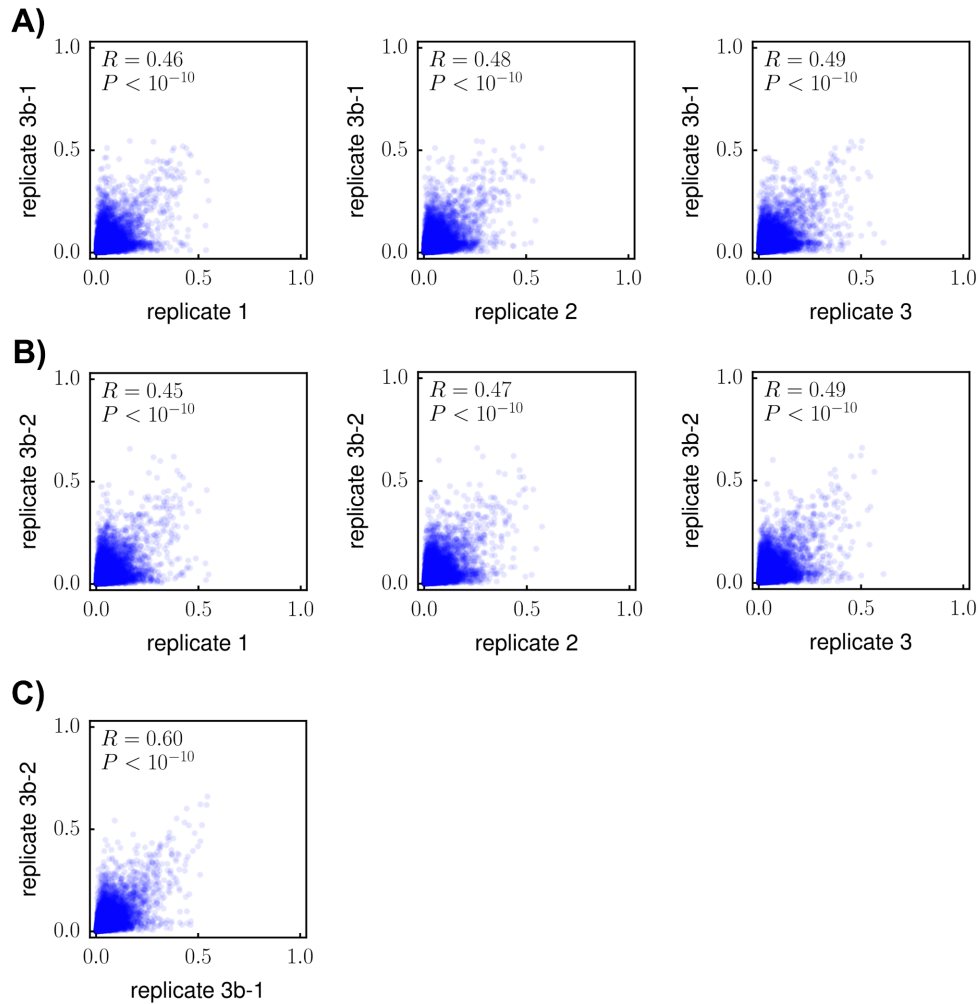 A)
R = 0.46
P < 10⁻¹⁰
1.0
0.5
0.0
replicate 3b-1
0.0 0.5 1.0
replicate 1
R = 0.48
P < 10⁻¹⁰
1.0
0.5
0.0
replicate 3b-1
0.0 0.5 1.0
replicate 2
R = 0.49
P < 10⁻¹⁰
1.0
0.5
0.0
replicate 3b-1
0.0 0.5 1.0
replicate 3
B)
R = 0.45
P < 10⁻¹⁰
1.0
0.5
0.0
replicate 3b-2
0.0 0.5 1.0
replicate 1
R = 0.47
P < 10⁻¹⁰
1.0
0.5
0.0
replicate 3b-2
0.0 0.5 1.0
replicate 2
R = 0.49
P < 10⁻¹⁰
1.0
0.5
0.0
replicate 3b-2
0.0 0.5 1.0
replicate 3
C)
R = 0.60
P < 10⁻¹⁰
1.0
0.5
0.0
replicate 3b-2
0.0 0.5 1.0
replicate 3b-1